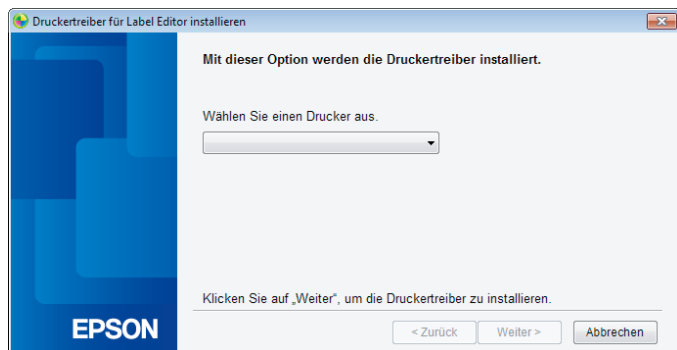 Druckertreiber für Label Editor installieren
Mit dieser Option werden die Druckertreiber installiert.
Wählen Sie einen Drucker aus.
Klicken Sie auf „Weiter“, um die Druckertreiber zu installieren.
EPSON
< Zurück
Weiter >
Abbrechen